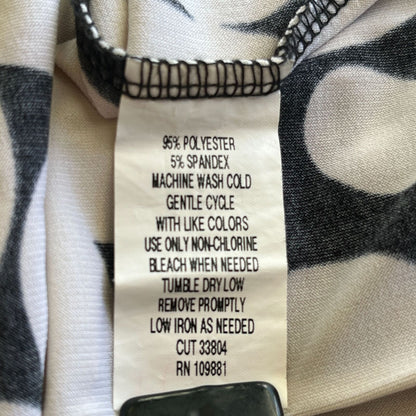 95% POLYESTER
5% SPANDEX
MACHINE WASH COLD
GENTLE CYCLE
WITH LIKE COLORS
USE ONLY NON-CHLORINE
BLEACH WHEN NEEDED
TUMBLE DRY LOW
REMOVE PROMPTLY
LOW IRON AS NEEDED
CUT 33804
RN 109881